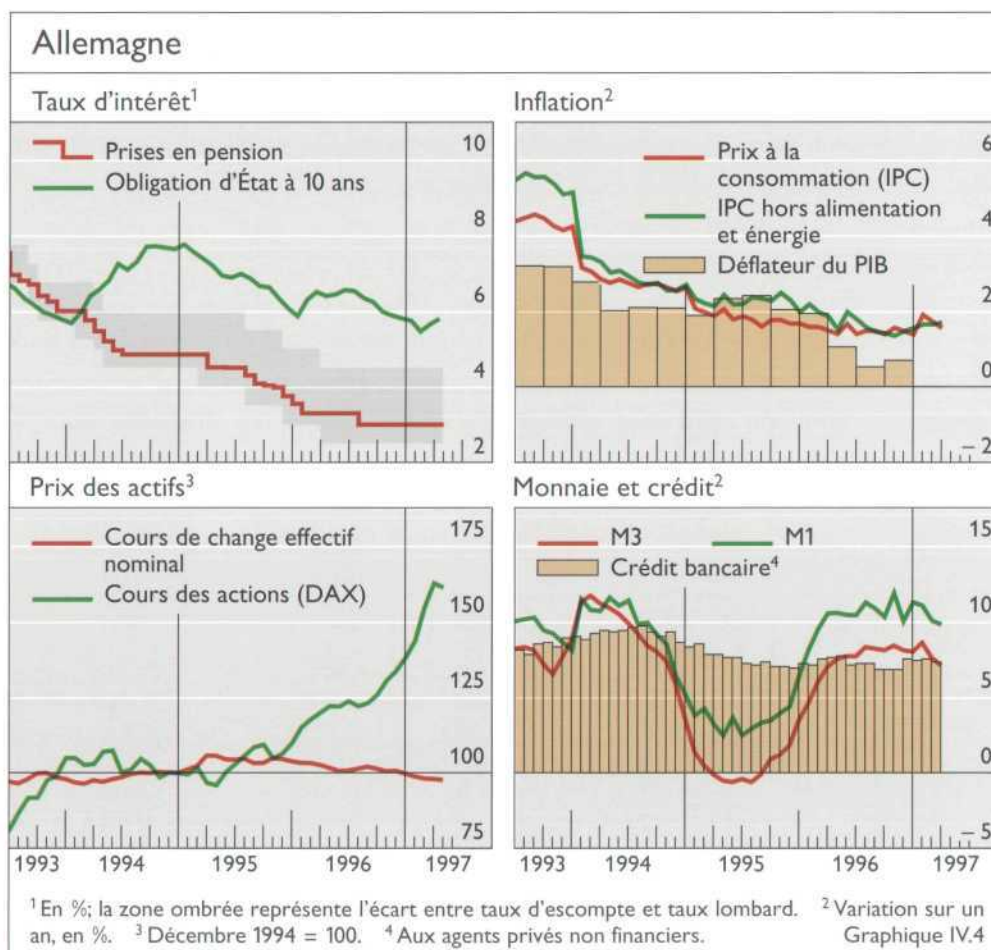 Allemagne
Taux d'intérêt¹
Prises en pension
Obligation d'État à 10 ans
10
8
6
4
2
Inflation²
Prix à la
consommation (IPC)
IPC hors alimentation
et énergie
Déflateur du PIB
6
4
2
0
– 2
Prix des actifs³
Cours de change effectif
nominal
Cours des actions (DAX)
175
150
125
100
75
1993 1994 1995 1996 1997
Monnaie et crédit²
M3 M1
Crédit bancaire⁴
15
10
5
0
– 5
1993 1994 1995 1996 1997
¹ En %; la zone ombrée représente l'écart entre taux d'escompte et taux lombard. ² Variation sur un
an, en %. ³ Décembre 1994 = 100. ⁴ Aux agents privés non financiers. Graphique IV.4